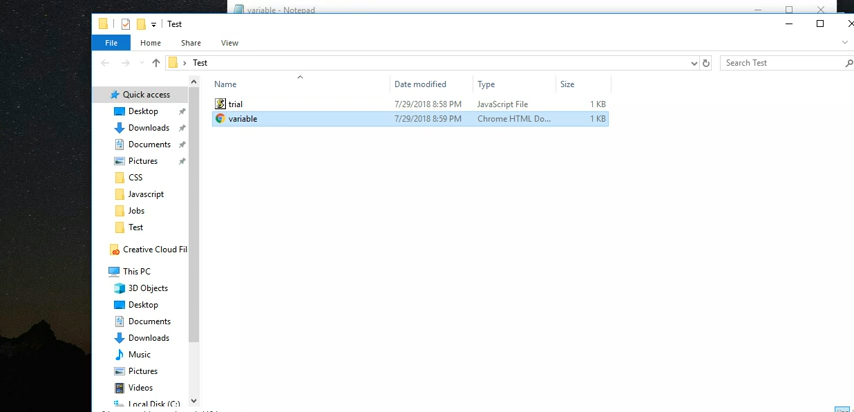 variable - Notepad
Test
File Home Share View
Test
Search Test
Name Date modified Type Size
trial 7/29/2018 8:58 PM JavaScript File 1 KB
variable 7/29/2018 8:59 PM Chrome HTML Do... 1 KB
Quick access
Desktop
Downloads
Documents
Pictures
CSS
Javascript
Jobs
Test
Creative Cloud Fil
This PC
3D Objects
Desktop
Documents
Downloads
Music
Pictures
Videos
Local Disk (C:)